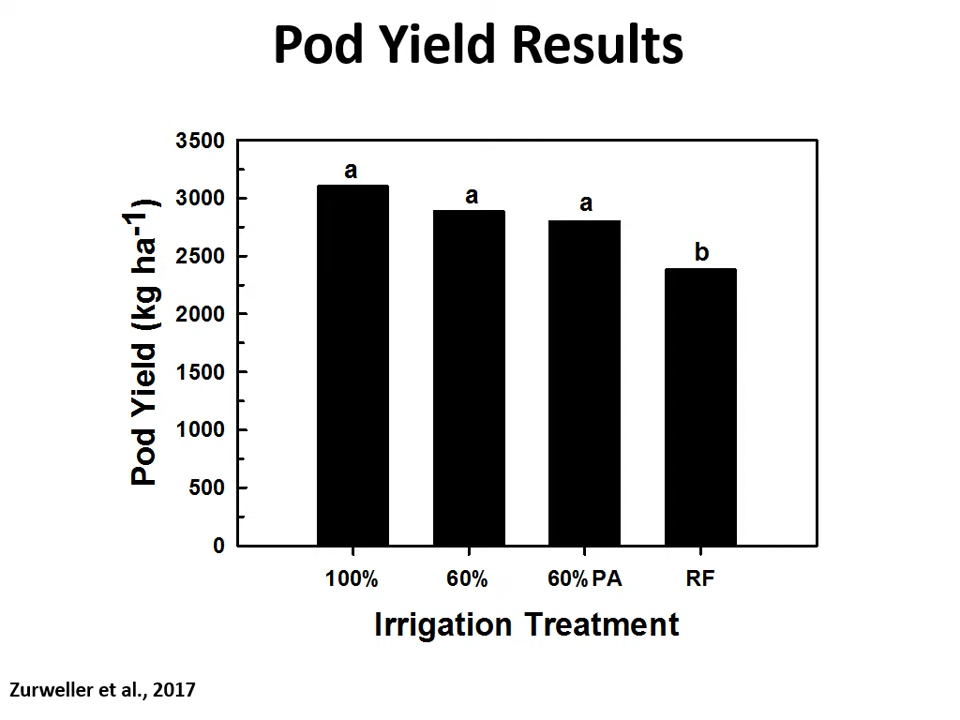 Pod Yield Results
3500
3000
2500
2000
1500
1000
500
0
Pod Yield (kg ha-1)
a
a
a
b
100%
60%
60% PA
RF
Irrigation Treatment
Zurweller et al., 2017